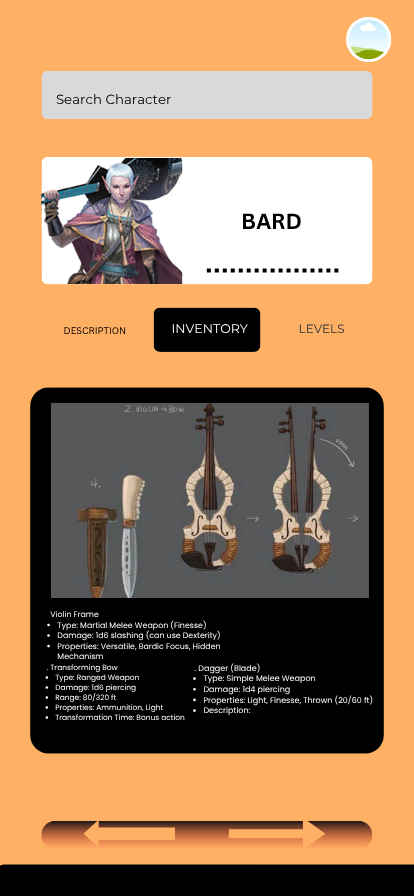 Search Character
BARD
DESCRIPTION
INVENTORY
LEVELS
2. VIOLIN → BOW
4.
OPEN
Violin Frame
• Type: Martial Melee Weapon (Finesse)
• Damage: 1d6 slashing (can use Dexterity)
• Properties: Versatile, Bardic Focus, Hidden
Mechanism
. Transforming Bow
• Type: Ranged Weapon
• Damage: 1d6 piercing
• Range: 80/320 ft
• Properties: Ammunition, Light
• Transformation Time: Bonus action
. Dagger (Blade)
• Type: Simple Melee Weapon
• Damage: 1d4 piercing
• Properties: Light, Finesse, Thrown (20/60 ft)
• Description: